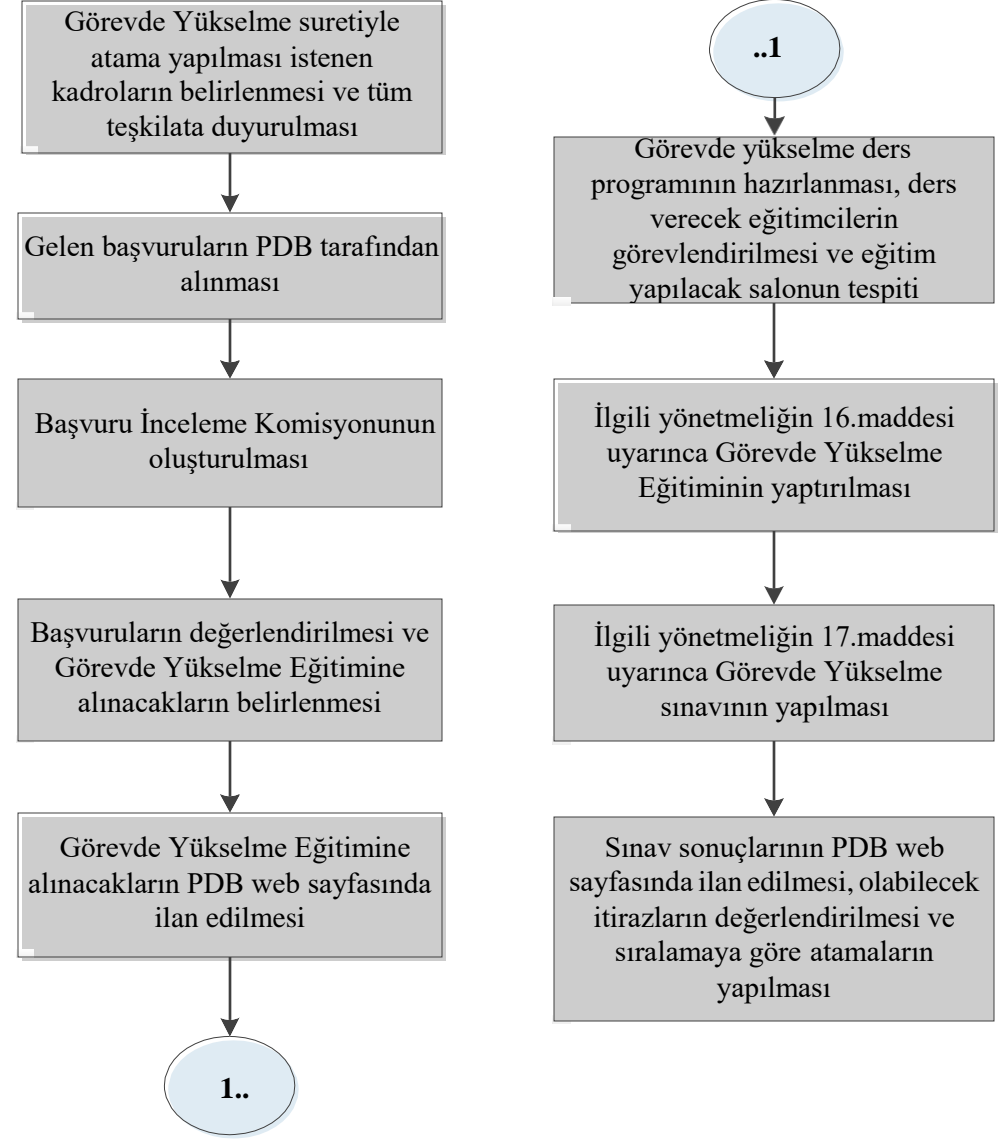 Görevde Yükselme suretiyle
atama yapılması istenen
kadroların belirlenmesi ve tüm
teşkilata duyurulması
Gelen başvuruların PDB tarafından
alınması
Başvuru İnceleme Komisyonunun
oluşturulması
Başvuruların değerlendirilmesi ve
Görevde Yükselme Eğitimine
alınacakların belirlenmesi
Görevde Yükselme Eğitimine
alınacakların PDB web sayfasında
ilan edilmesi
1..
..1
Görevde yükselme ders
programının hazırlanması, ders
verecek eğitimcilerin
görevlendirilmesi ve eğitim
yapılacak salonun tespiti
İlgili yönetmeliğin 16.maddesi
uyarınca Görevde Yükselme
Eğitiminin yaptırılması
İlgili yönetmeliğin 17.maddesi
uyarınca Görevde Yükselme
sınavının yapılması
Sınav sonuçlarının PDB web
sayfasında ilan edilmesi, olabilecek
itirazların değerlendirilmesi ve
sıralamaya göre atamaların
yapılması